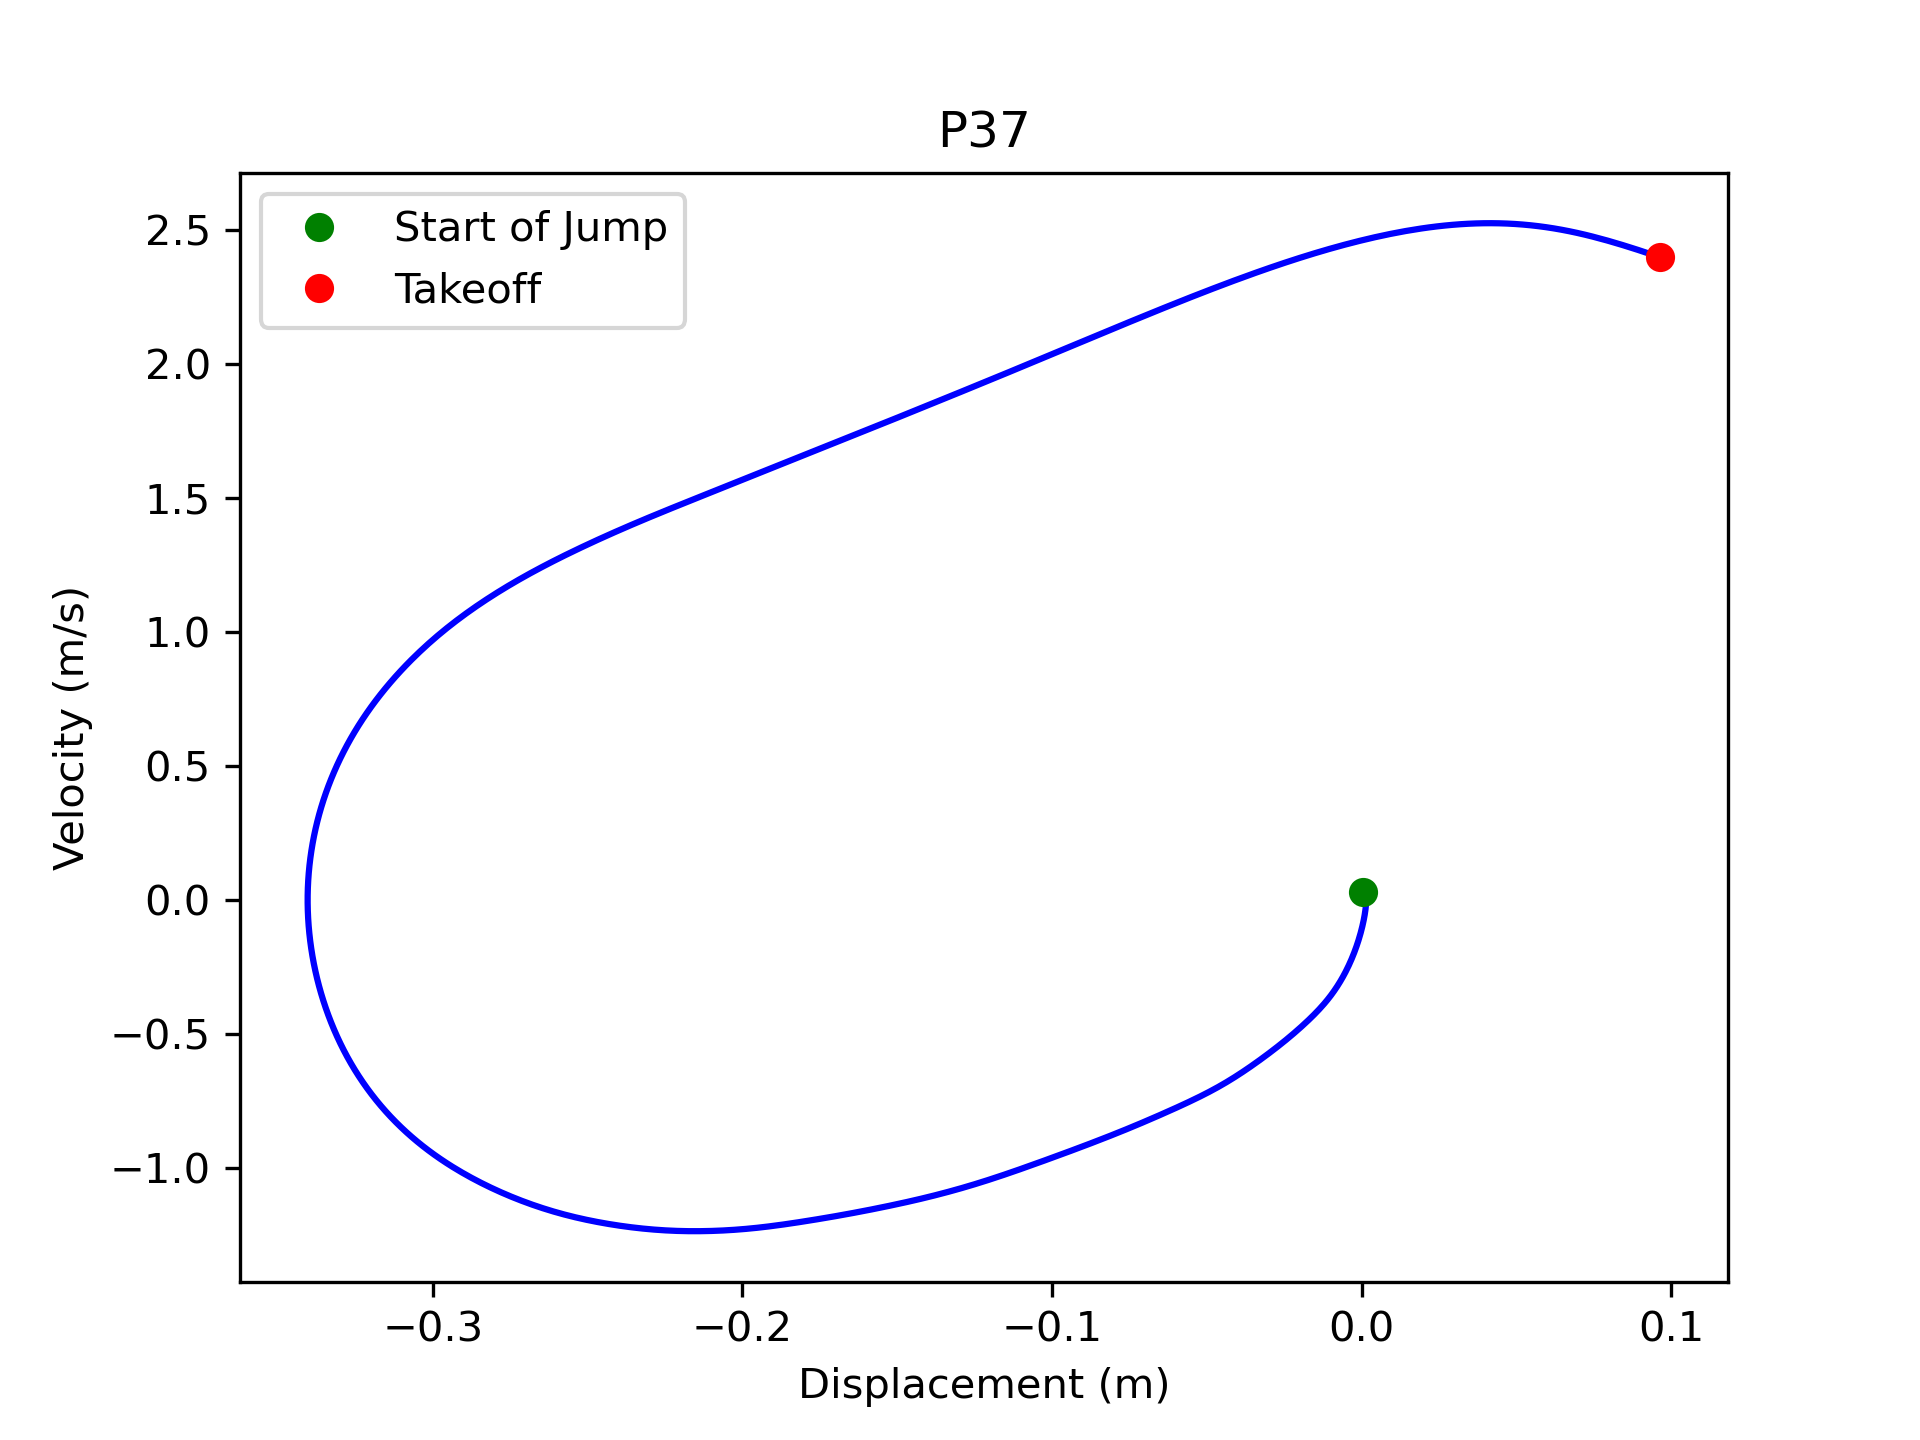 P37
Start of Jump
Takeoff
2.5
2.0
1.5
1.0
0.5
0.0
−0.5
−1.0
Velocity (m/s)
−0.3 −0.2 −0.1 0.0 0.1
Displacement (m)